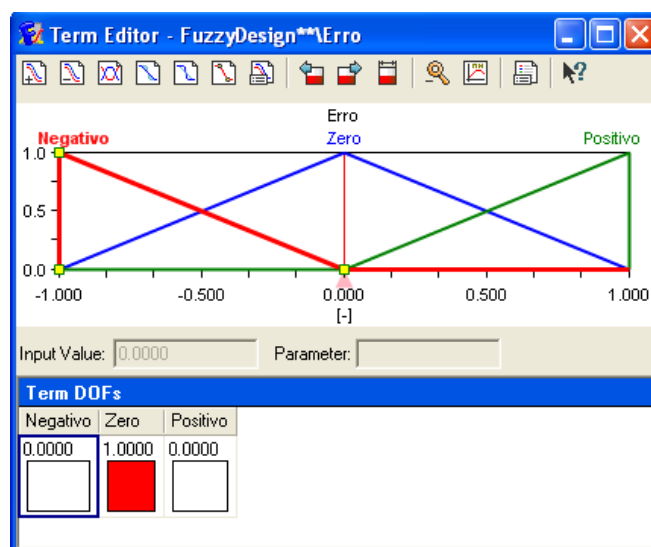 Term Editor - FuzzyDesign**\Erro
Erro
Negativo Zero Positivo
1.0
0.5
0.0
-1.000 -0.500 0.000 0.500 1.000
[-]
Input Value: 0.0000 Parameter:
Term DOFs
Negativo Zero Positivo
0.0000 1.0000 0.0000